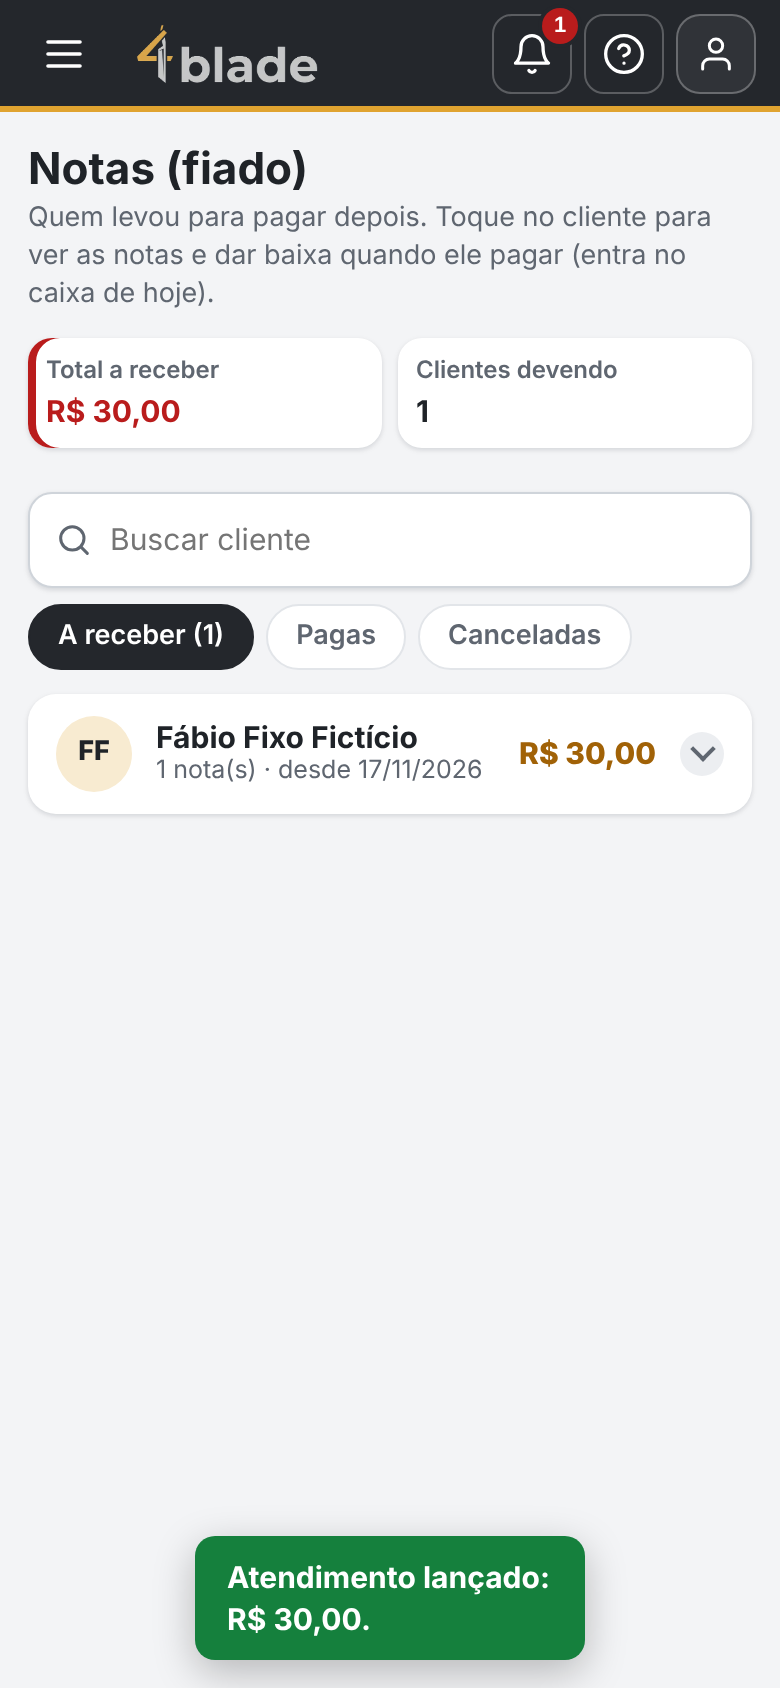 4blade
1
Notas (fiado)
Quem levou para pagar depois. Toque no cliente para
ver as notas e dar baixa quando ele pagar (entra no
caixa de hoje).
Total a receber
R$ 30,00
Clientes devendo
1
Buscar cliente
A receber (1)
Pagas
Canceladas
FF
Fábio Fixo Fictício
1 nota(s) · desde 17/11/2026
R$ 30,00
Atendimento lançado:
R$ 30,00.